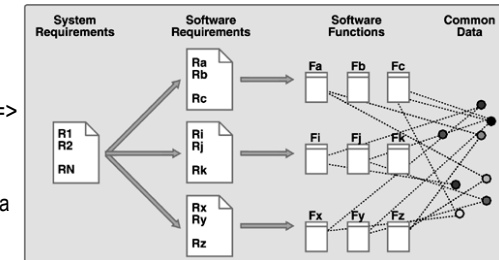 System Requirements
Software Requirements
Software Functions
Common Data
=>
a
R1
R2
RN
Ra
Rb
Rc
Ri
Rj
Rk
Rx
Ry
Rz
Fa Fb Fc
Fi Fj Fk
Fx Fy Fz